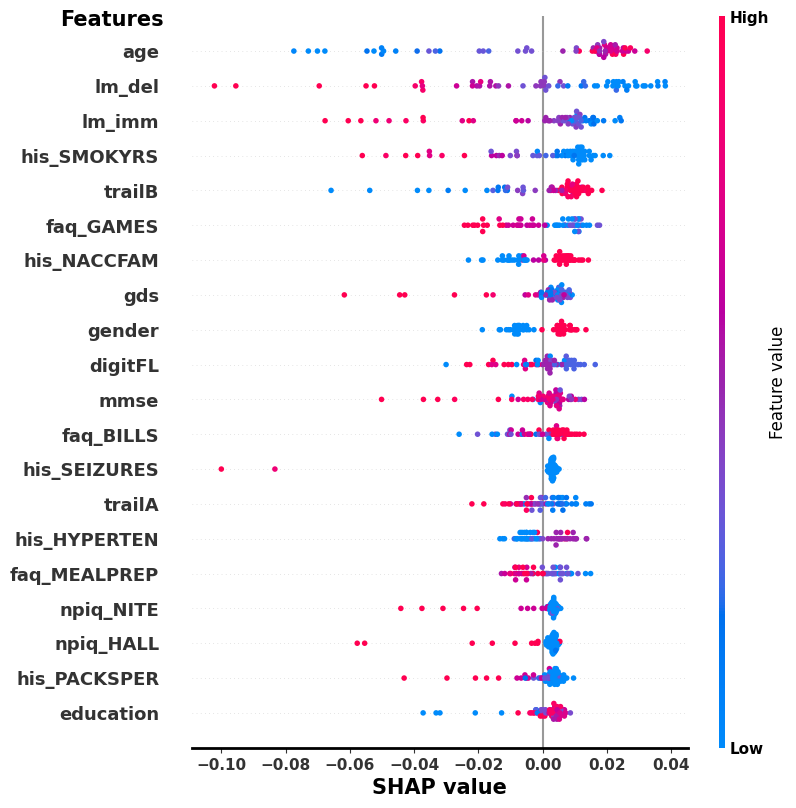 Features
High
age
lm_del
lm_imm
his_SMOKYRS
trailB
faq_GAMES
his_NACCFAM
gds
gender
digitFL
mmse
faq_BILLS
his_SEIZURES
trailA
his_HYPERTEN
faq_MEALPREP
npiq_NITE
npiq_HALL
his_PACKSPER
education
Feature value
Low
−0.10 −0.08 −0.06 −0.04 −0.02 0.00 0.02 0.04
SHAP value